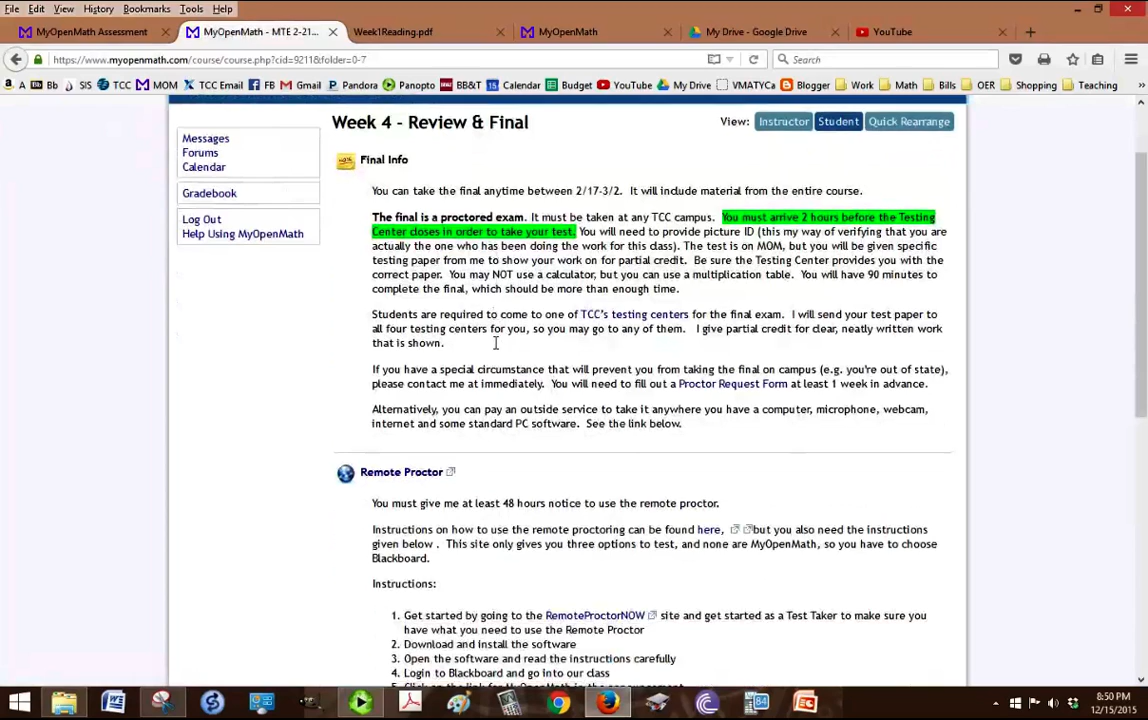 File Edit View History Bookmarks Tools Help
MyOpenMath Assessment
MyOpenMath - MTE 2-21...
Week1Reading.pdf
MyOpenMath
My Drive - Google Drive
YouTube
https://www.myopenmath.com/course/course.php?cid=9211&folder=0-7
Search
A Bb SIS TCC MOM TCC Email FB Gmail Pandora Panopto BB&T Calendar Budget YouTube My Drive VMATYCa Blogger Work Math Bills OER Shopping Teaching
Messages
Forums
Calendar
Gradebook
Log Out
Help Using MyOpenMath
Week 4 - Review & Final
View: Instructor Student Quick Rearrange
Final Info
You can take the final anytime between 2/17-3/2. It will include material from the entire course.
The final is a proctored exam. It must be taken at any TCC campus. You must arrive 2 hours before the Testing
Center closes in order to take your test. You will need to provide picture ID (this my way of verifying that you are
actually the one who has been doing the work for this class). The test is on MOM, but you will be given specific
testing paper from me to show your work on for partial credit. Be sure the Testing Center provides you with the
correct paper. You may NOT use a calculator, but you can use a multiplication table. You will have 90 minutes to
complete the final, which should be more than enough time.
Students are required to come to one of TCC's testing centers for the final exam. I will send your test paper to
all four testing centers for you, so you may go to any of them. I give partial credit for clear, neatly written work
that is shown.
If you have a special circumstance that will prevent you from taking the final on campus (e.g. you're out of state),
please contact me at immediately. You will need to fill out a Proctor Request Form at least 1 week in advance.
Alternatively, you can pay an outside service to take it anywhere you have a computer, microphone, webcam,
internet and some standard PC software. See the link below.
Remote Proctor
You must give me at least 48 hours notice to use the remote proctor.
Instructions on how to use the remote proctoring can be found here, but you also need the instructions
given below . This site only gives you three options to test, and none are MyOpenMath, so you have to choose
Blackboard.
Instructions:
1. Get started by going to the RemoteProctorNOW site and get started as a Test Taker to make sure you
have what you need to use the Remote Proctor
2. Download and install the software
3. Open the software and read the instructions carefully
4. Login to Blackboard and go into our class
8:50 PM
12/15/2015